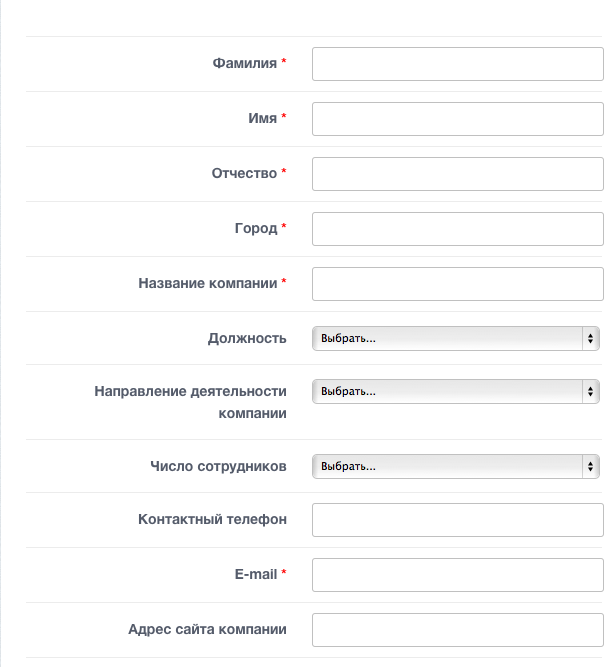 Фамилия *
Имя *
Отчество *
Город *
Название компании *
Должность Выбрать...
Направление деятельности Выбрать...
компании
Число сотрудников Выбрать...
Контактный телефон
E-mail *
Адрес сайта компании